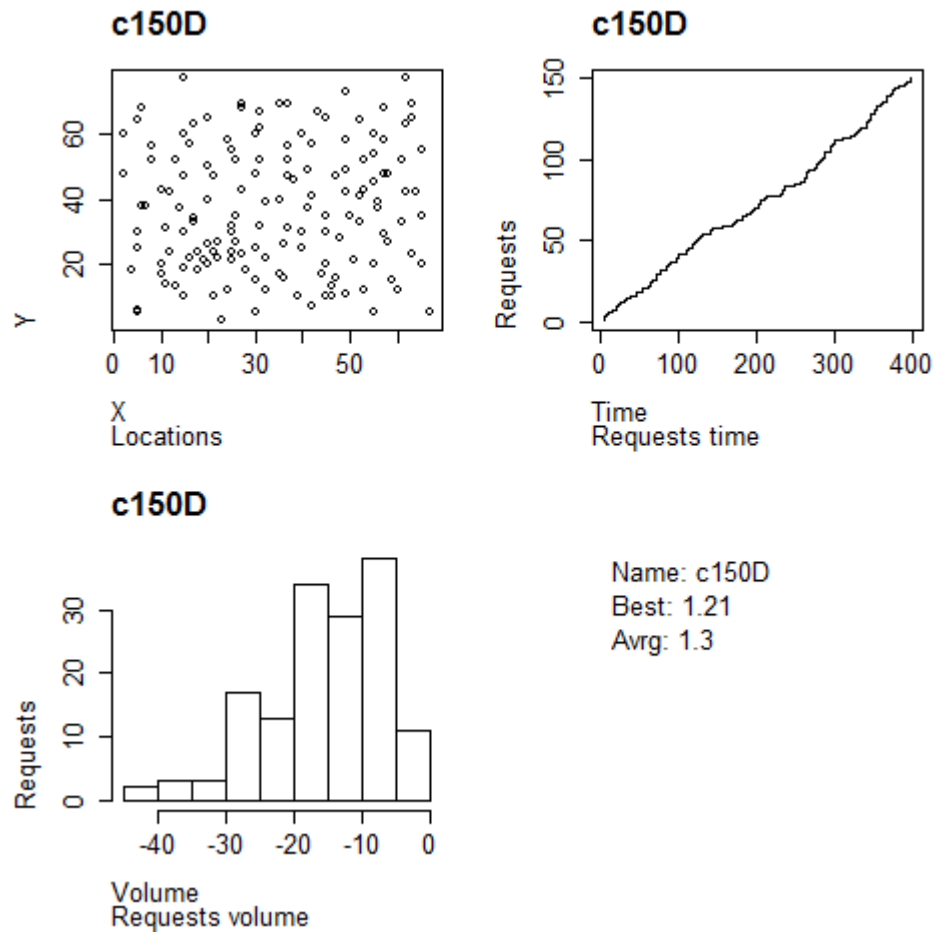 c150D
Y
20 40 60
0 10 30 50
X
Locations
c150D
Requests
0 50 100 150
0 100 200 300 400
Time
Requests time
c150D
Requests
0 10 20 30
-40 -30 -20 -10 0
Volume
Requests volume
Name: c150D
Best: 1.21
Avrg: 1.3